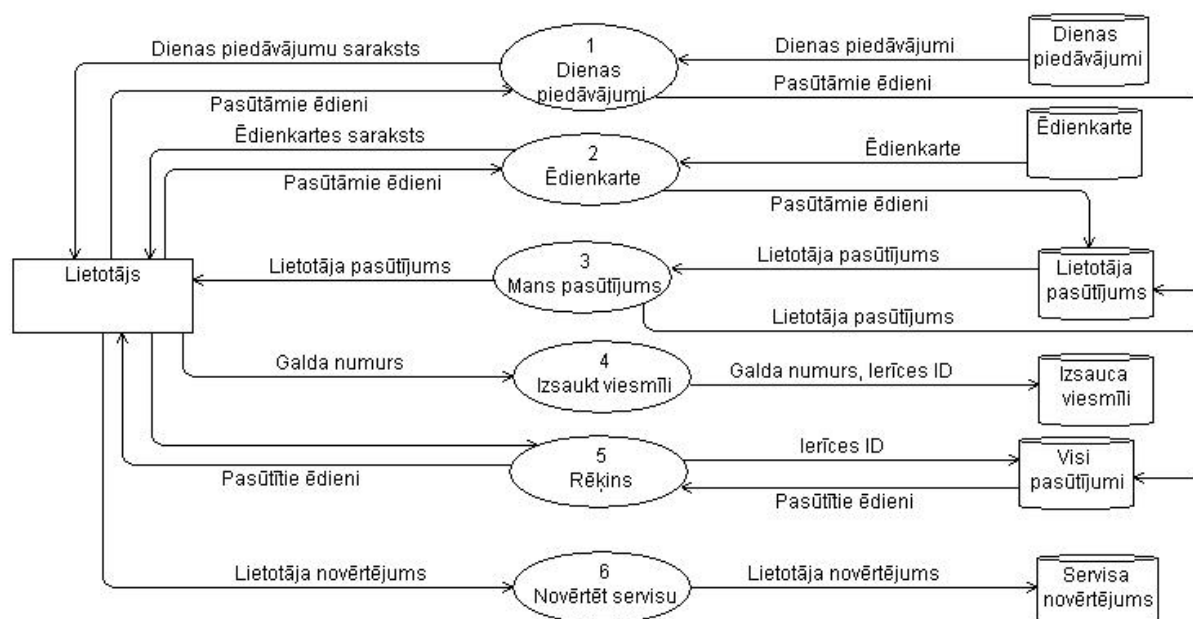 Dienas piedāvājumu saraksts
1
Dienas
piedāvājumi
Dienas piedāvājumi
Dienas
piedāvājumi
Pasūtāmie ēdieni
Pasūtāmie ēdieni
Ēdienkartes saraksts
2
Ēdienkarte
Ēdienkarte
Ēdienkarte
Pasūtāmie ēdieni
Pasūtāmie ēdieni
Lietotājs
Lietotāja pasūtījums
3
Mans pasūtījums
Lietotāja pasūtījums
Lietotāja
pasūtījums
Lietotāja pasūtījums
Galda numurs
4
Izsaukt viesmīli
Galda numurs, Ierīces ID
Izsauca
viesmīli
5
Rēķins
Ierīces ID
Visi
pasūtījumi
Pasūtītie ēdieni
Pasūtītie ēdieni
Lietotāja novērtējums
6
Novērtēt servisu
Lietotāja novērtējums
Servisa
novērtējums